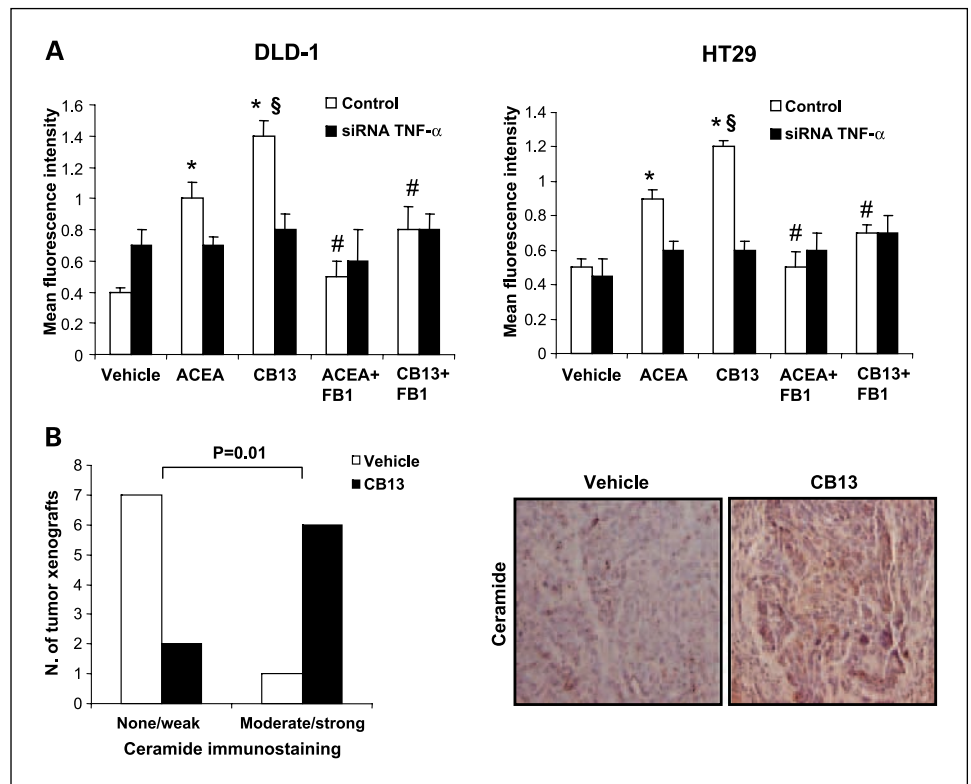 A
DLD-1
Mean fluorescence intensity
1.6
1.4
1.2
1
0.8
0.6
0.4
0.2
0
□ Control
■ siRNA TNF-α
*
* §
#
#
Vehicle ACEA CB13 ACEA+ CB13+
FB1 FB1
HT29
Mean fluorescence intensity
1.4
1.2
1
0.8
0.6
0.4
0.2
0
□ Control
■ siRNA TNF-α
*
* §
#
#
Vehicle ACEA CB13 ACEA+ CB13+
FB1 FB1
B
P=0.01
□ Vehicle
■ CB13
N. of tumor xenografts
8
7
6
5
4
3
2
1
0
None/weak Moderate/strong
Ceramide immunostaining
Vehicle CB13
Ceramide